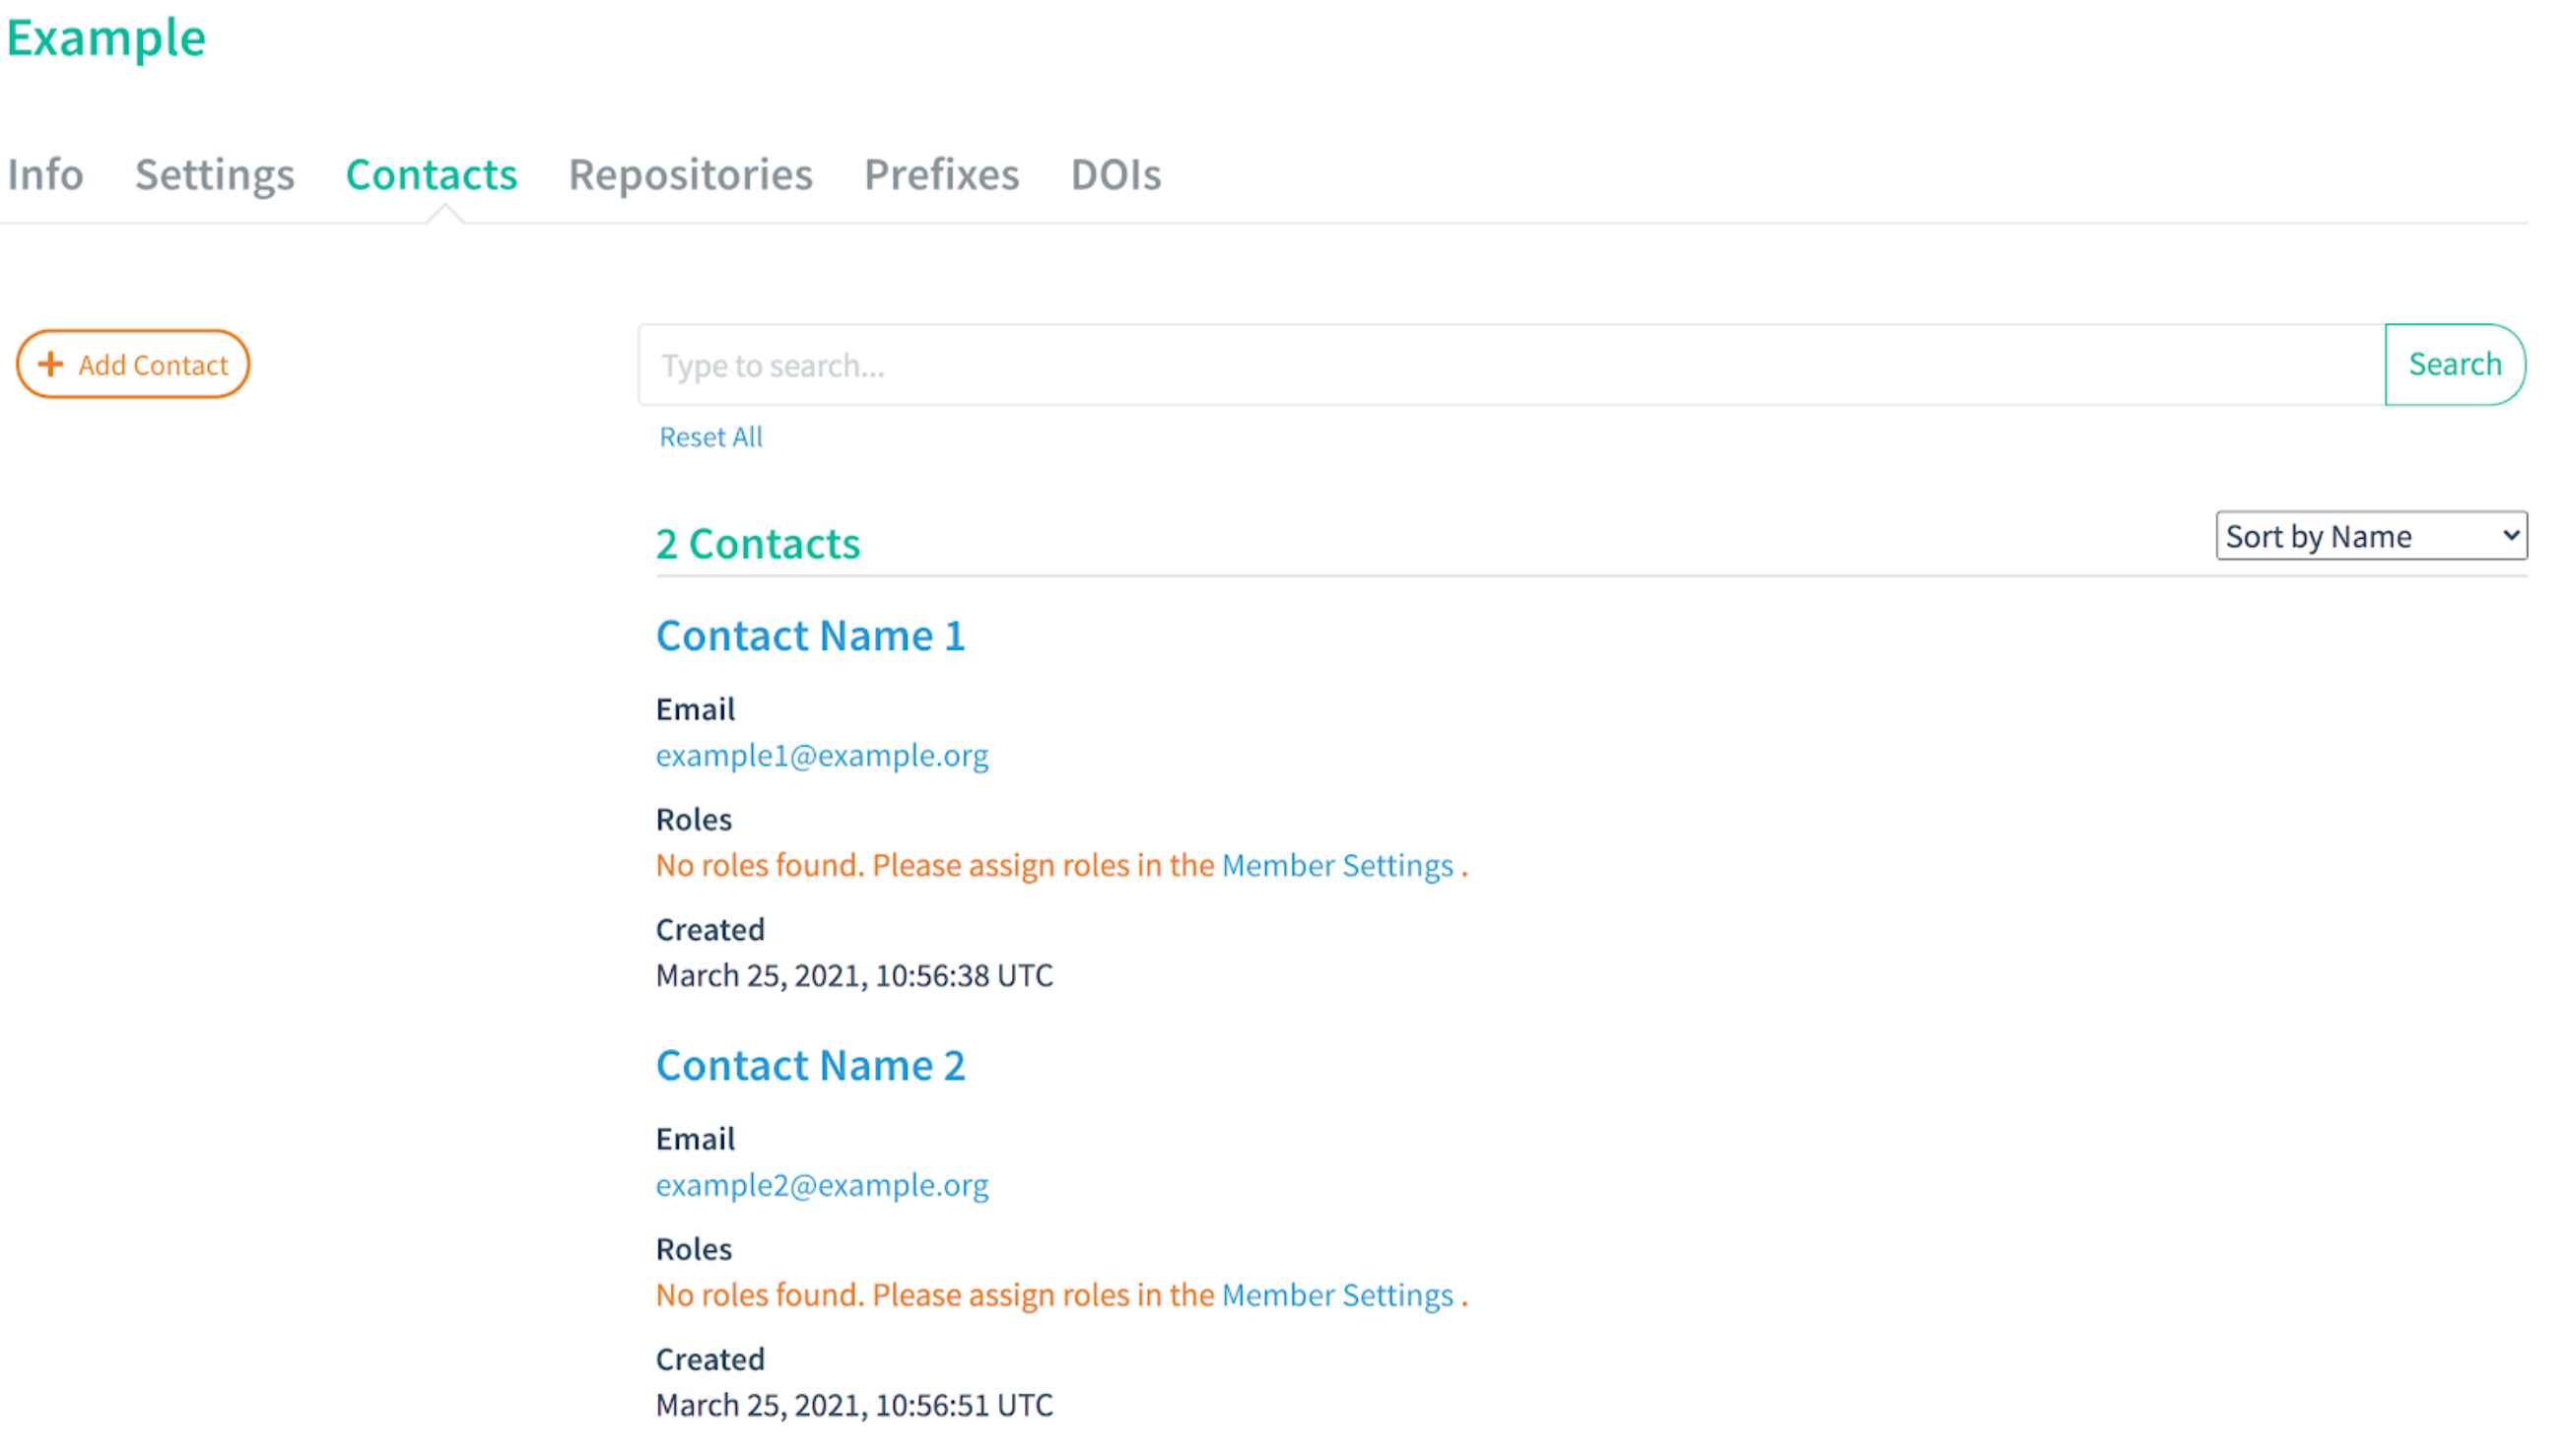 Example
Info Settings Contacts Repositories Prefixes DOIs
+ Add Contact
Type to search...
Search
Reset All
2 Contacts
Sort by Name
Contact Name 1
Email
example1@example.org
Roles
No roles found. Please assign roles in the Member Settings .
Created
March 25, 2021, 10:56:38 UTC
Contact Name 2
Email
example2@example.org
Roles
No roles found. Please assign roles in the Member Settings .
Created
March 25, 2021, 10:56:51 UTC